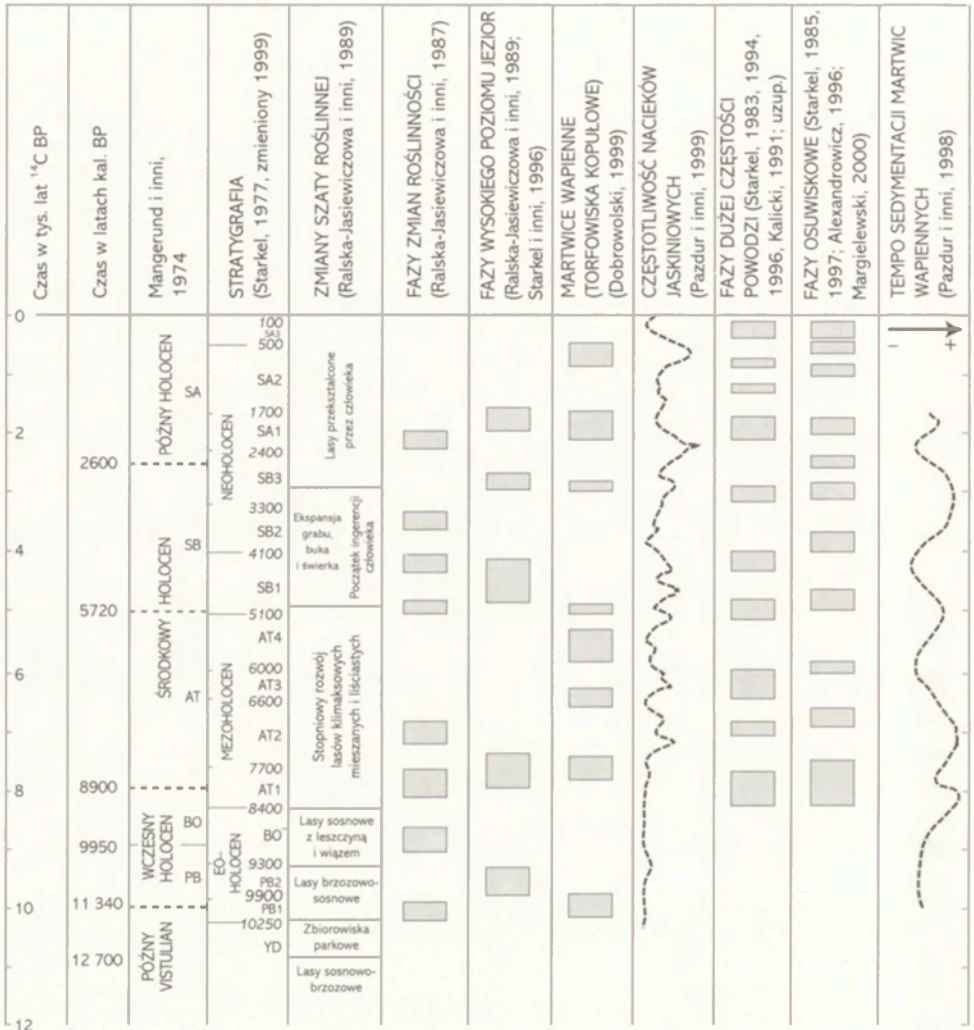 Czas w tys. lat ¹⁴C BP
Czas w latach kal. BP
Mangerund i inni,
1974
STRATYGRAFIA
(Starkel, 1977, zmieniony 1999)
ZMIANY SZATY ROŚLINNEJ
(Ralska-Jasiewiczowa i inni, 1989)
FAZY ZMIAN ROŚLINNOŚCI
(Ralska-Jasiewiczowa i inni, 1987)
FAZY WYSOKIEGO POZIOMU JEZIOR
(Ralska-Jasiewiczowa i inni, 1989;
Starkel i inni, 1996)
MARTWICE WAPIENNE
(TORFOWISKA KOPUŁOWE)
(Dobrowolski, 1999)
CZĘSTOTLIWOŚĆ NACIEKÓW
JASKINIOWYCH
(Pazdur i inni, 1999)
FAZY DUŻEJ CZĘSTOŚCI
POWODZI (Starkel, 1983, 1994,
1996, Kalicki, 1991; uzup.)
FAZY OSUWISKOWE (Starkel, 1985,
1997; Alexandrowicz, 1996;
Margielewski, 2000)
TEMPO SEDYMENTACJI MARTWIC
WAPIENNYCH
(Pazdur i inni, 1998)
0
2
4
6
8
10
12
2600
5720
8900
9950
11 340
12 700
PÓŹNY HOLOCEN
ŚRODKOWY HOLOCEN
WCZESNY
HOLOCEN
PÓŹNY
VISTULIAN
SA
SB
AT
BO
PB
NEOHOLOCEN
MEZOHOLOCEN
EO-
HOLOCEN
100
SA3
500
SA2
1700
SA1
2400
SB3
3300
SB2
4100
SB1
5100
AT4
6000
AT3
6600
AT2
7700
AT1
8400
BO
9300
PB2
9900
PB1
10250
YD
Lasy przekształcone
przez człowieka
Ekspansja
grabu,
buka
i świerka
Początek ingerencji
człowieka
Stopniowy rozwój
lasów klimaksowych
mieszanych i liściastych
Lasy sosnowe
z leszczyną
i wiązem
Lasy brzozowo-
sosnowe
Zbiorowiska
parkowe
Lasy sosnowo-
brzozowe
−
+